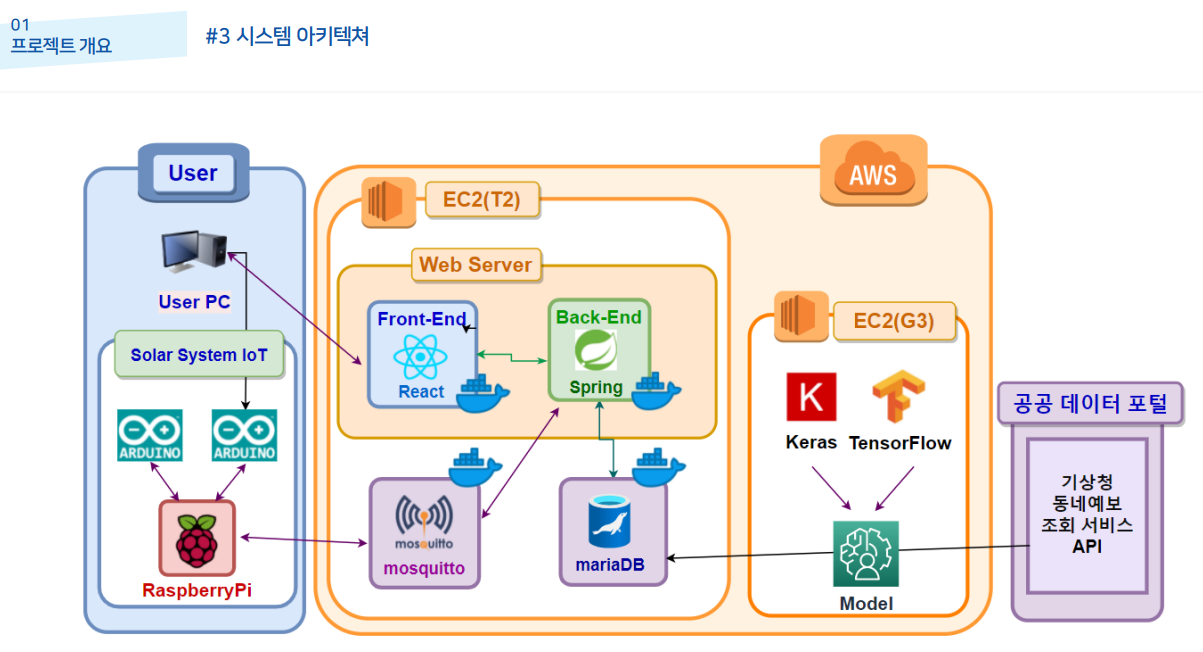 01
프로젝트 개요
#3 시스템 아키텍쳐
User
User PC
Solar System IoT
ARDUINO
ARDUINO
RaspberryPi
AWS
EC2(T2)
Web Server
Front-End
React
Back-End
Spring
mosquitto
mosquitto
mariaDB
EC2(G3)
K
Keras
TensorFlow
Model
공공 데이터 포털
기상청
동네예보
조회 서비스
API